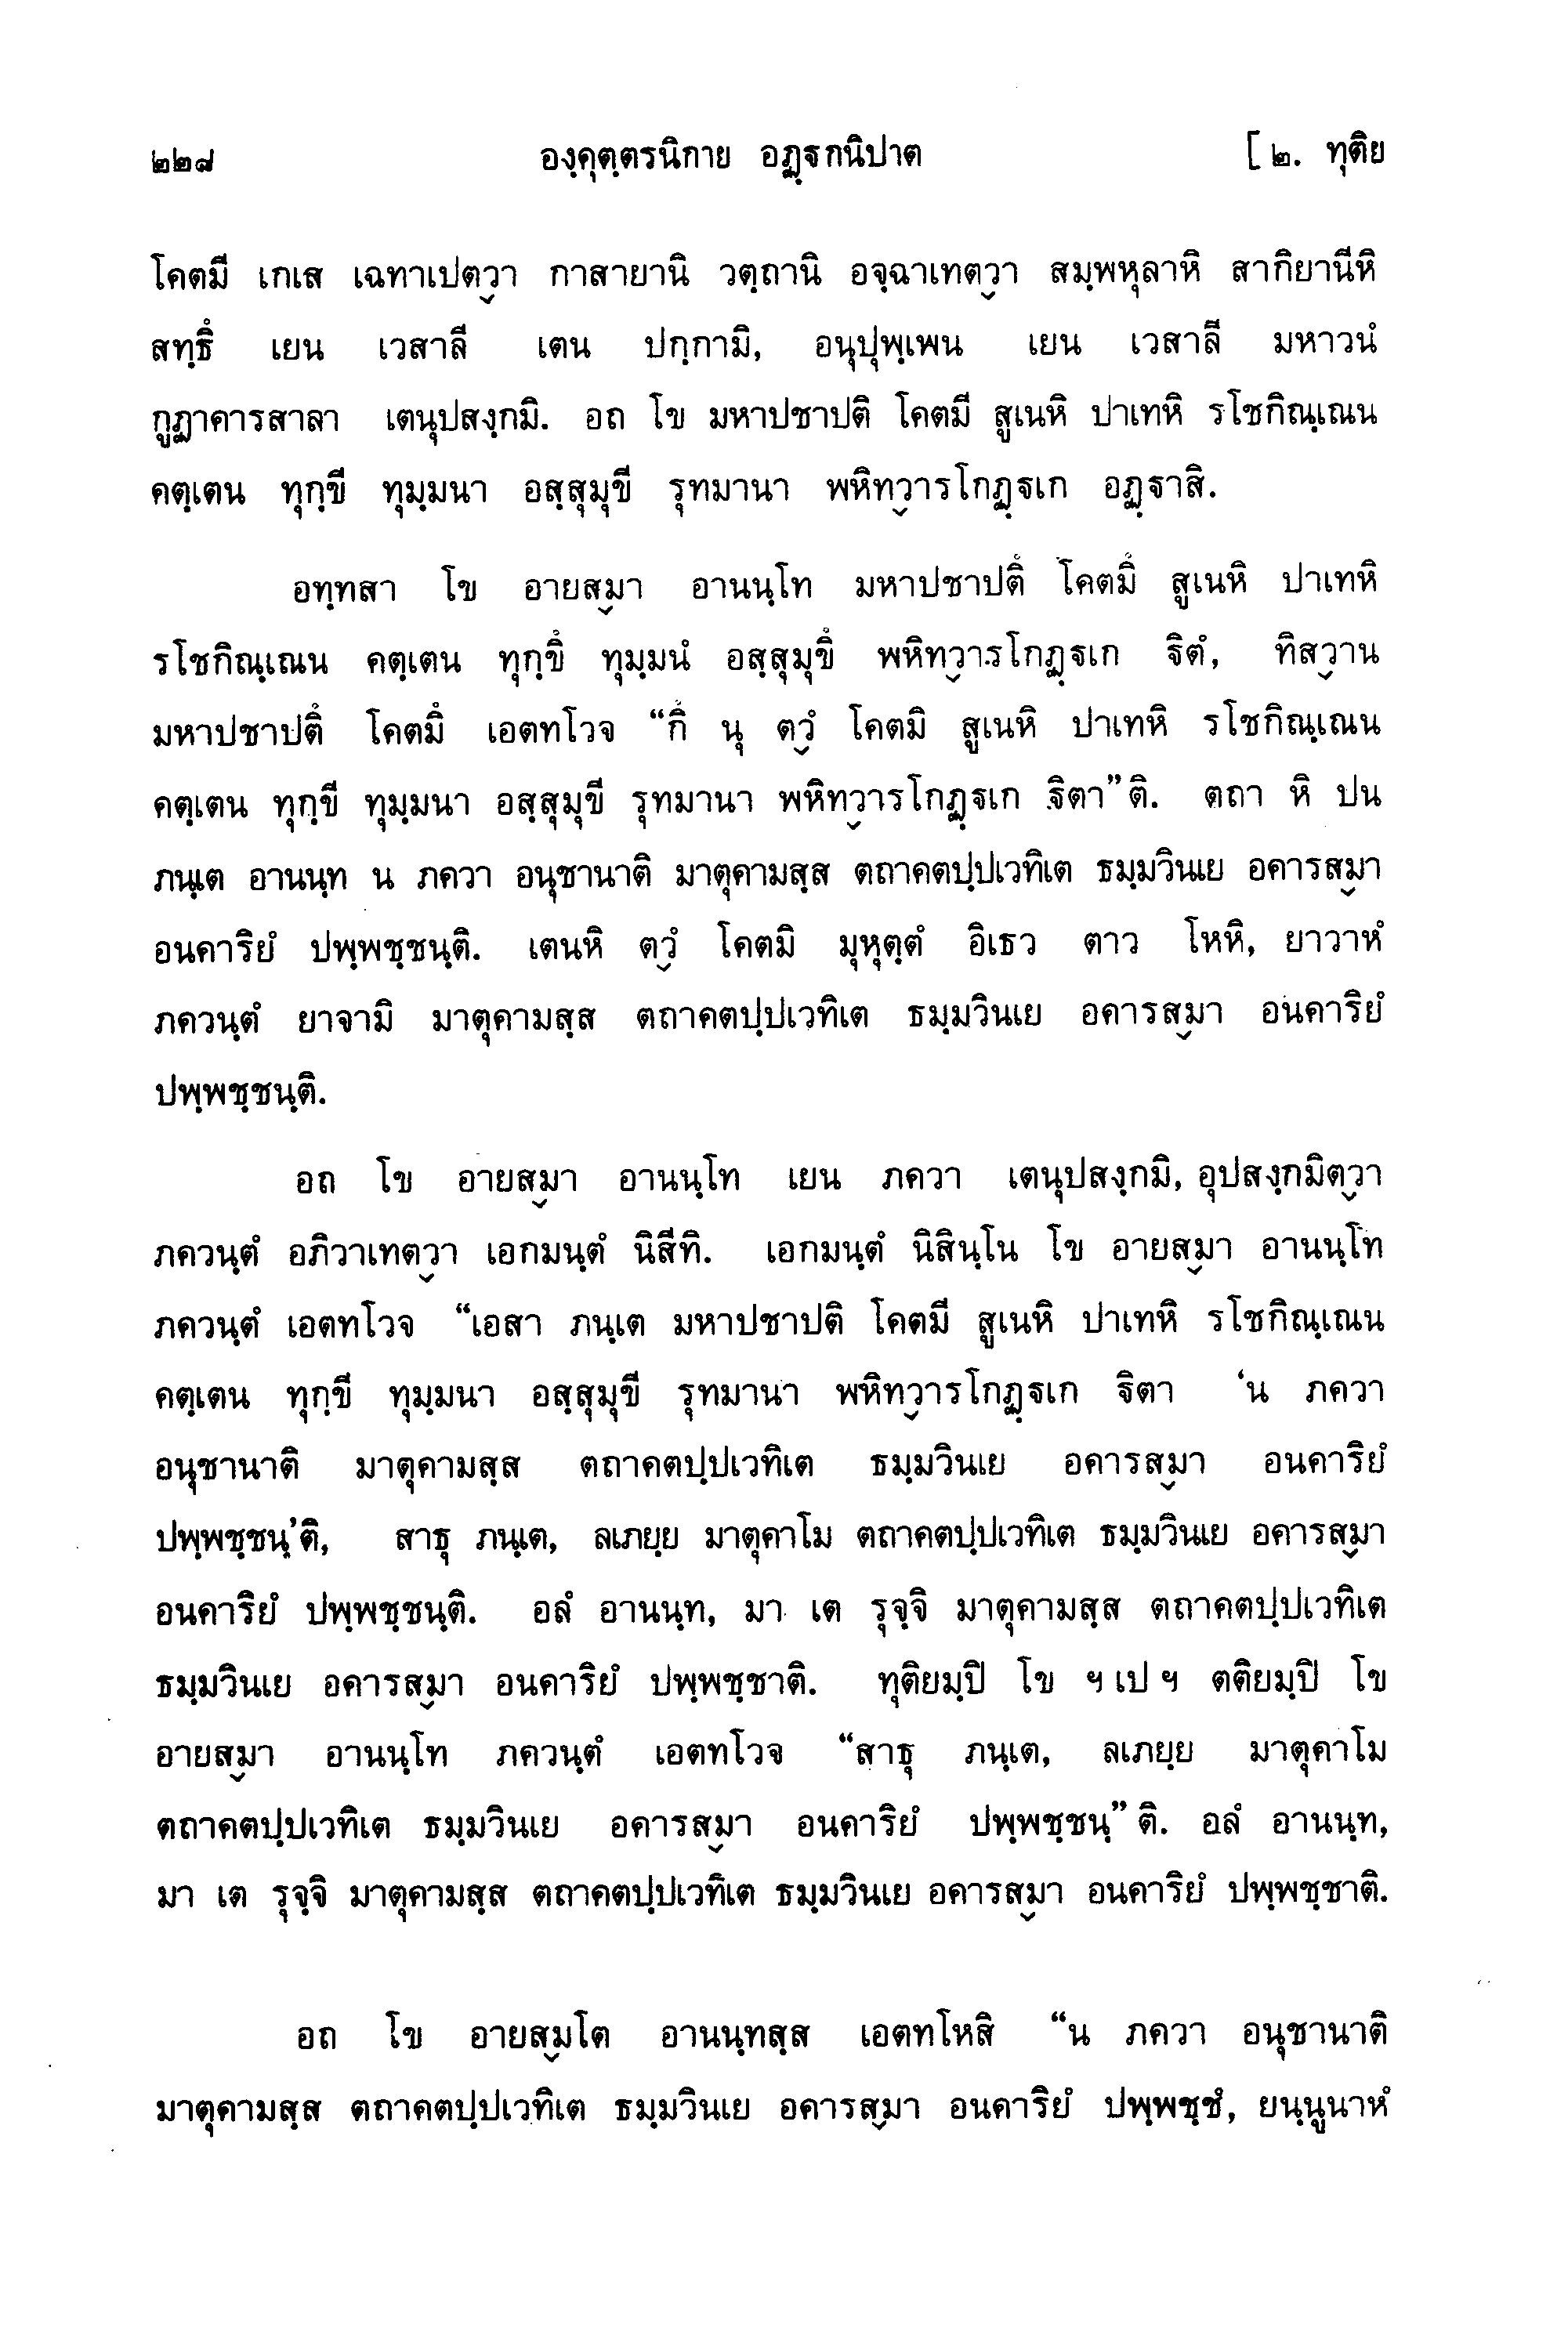 ๒๒๘ องฺคุตฺตรนิกาย อฏฺฐกนิปาต [ ๒. ทุติย
โคตมี เกเส เฉทาเปตฺวา กาสายานิ วตฺถานิ อจฺฉาเทตฺวา สมฺพหุลาหิ สากิยานีหิ
สทฺธึ เยน เวสาลี เตน ปกฺกามิ, อนุปุพฺเพน เยน เวสาลี มหาวนํ
กูฏาคารสาลา เตนุปสงฺกมิ. อถ โข มหาปชาปติ โคตมี สูเนหิ ปาเทหิ รโชกิณฺเณน
คตฺเตน ทุกฺขี ทุมฺมนา อสฺสุมุขี รุทมานา พหิทฺวารโกฏฺฐเก อฏฺฐาสิ.
อทฺทสา โข อายสฺมา อานนฺโท มหาปชาปตึ โคตมึ สูเนหิ ปาเทหิ
รโชกิณฺเณน คตฺเตน ทุกฺขึ ทุมฺมนํ อสฺสุมุขึ พหิทฺวารโกฏฺฐเก ฐิตํ, ทิสฺวาน
มหาปชาปตึ โคตมึ เอตทโวจ “กึ นุ ตฺวํ โคตมิ สูเนหิ ปาเทหิ รโชกิณฺเณน
คตฺเตน ทุกฺขี ทุมฺมนา อสฺสุมุขี รุทมานา พหิทฺวารโกฏฺฐเก ฐิตา”ติ. ตถา หิ ปน
ภนฺเต อานนฺท น ภควา อนุชานาติ มาตุคามสฺส ตถาคตปฺปเวทิเต ธมฺมวินเย อคารสฺมา
อนคาริยํ ปพฺพชฺชนฺติ. เตนหิ ตฺวํ โคตมิ มุหุตฺตํ อิเธว ตาว โหหิ, ยาวาหํ
ภควนฺตํ ยาจามิ มาตุคามสฺส ตถาคตปฺปเวทิเต ธมฺมวินเย อคารสฺมา อนคาริยํ
ปพฺพชฺชนฺติ.
อถ โข อายสฺมา อานนฺโท เยน ภควา เตนุปสงฺกมิ, อุปสงฺกมิตฺวา
ภควนฺตํ อภิวาเทตฺวา เอกมนฺตํ นิสีทิ. เอกมนฺตํ นิสินฺโน โข อายสฺมา อานนฺโท
ภควนฺตํ เอตทโวจ “เอสา ภนฺเต มหาปชาปติ โคตมี สูเนหิ ปาเทหิ รโชกิณฺเณน
คตฺเตน ทุกฺขี ทุมฺมนา อสฺสุมุขี รุทมานา พหิทฺวารโกฏฺฐเก ฐิตา ‘น ภควา
อนุชานาติ มาตุคามสฺส ตถาคตปฺปเวทิเต ธมฺมวินเย อคารสฺมา อนคาริยํ
ปพฺพชฺชนฺ’ติ, สาธุ ภนฺเต, ลเภยฺย มาตุคาโม ตถาคตปฺปเวทิเต ธมฺมวินเย อคารสฺมา
อนคาริยํ ปพฺพชฺชนฺติ. อลํ อานนฺท, มา เต รุจฺจิ มาตุคามสฺส ตถาคตปฺปเวทิเต
ธมฺมวินเย อคารสฺมา อนคาริยํ ปพฺพชฺชาติ. ทุติยมฺปิ โข ฯ เป ฯ ตติยมฺปิ โข
อายสฺมา อานนฺโท ภควนฺตํ เอตทโวจ “สาธุ ภนฺเต, ลเภยฺย มาตุคาโม
ตถาคตปฺปเวทิเต ธมฺมวินเย อคารสฺมา อนคาริยํ ปพฺพชฺชนฺ” ติ. อลํ อานนฺท,
มา เต รุจฺจิ มาตุคามสฺส ตถาคตปฺปเวทิเต ธมฺมวินเย อคารสฺมา อนคาริยํ ปพฺพชฺชาติ.
อถ โข อายสฺมโต อานนฺทสฺส เอตทโหสิ “น ภควา อนุชานาติ
มาตุคามสฺส ตถาคตปฺปเวทิเต ธมฺมวินเย อคารสฺมา อนคาริยํ ปพฺพชฺชํ, ยนฺนูนาหํ